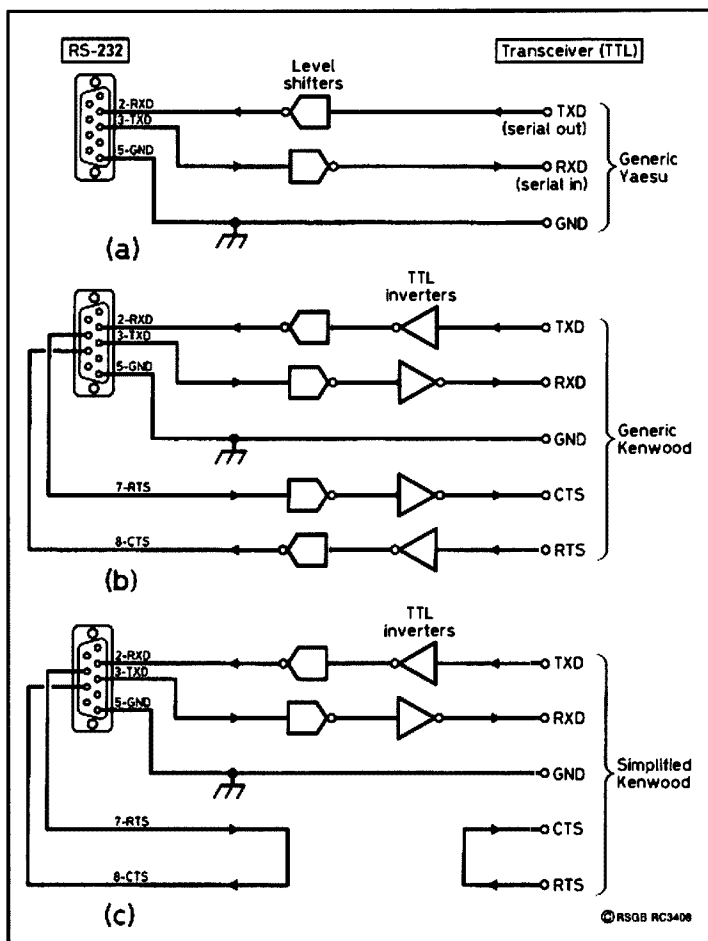 RS-232
Transceiver (TTL)
Level
shifters
2-RXD
3-TXD
5-GND
TXD
(serial out)
RXD
(serial in)
GND
Generic
Yaesu
(a)
TTL
inverters
2-RXD
3-TXD
5-GND
7-RTS
8-CTS
TXD
RXD
GND
CTS
RTS
Generic
Kenwood
(b)
TTL
inverters
2-RXD
3-TXD
5-GND
7-RTS
8-CTS
TXD
RXD
GND
CTS
RTS
Simplified
Kenwood
(c)
© RSGB RC3408